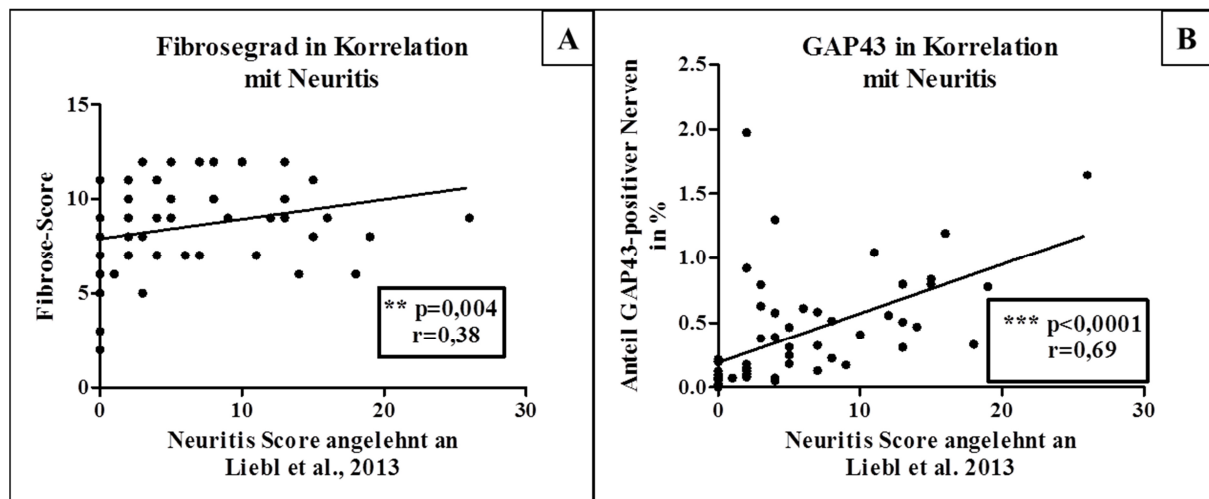 A
Fibrosegrad in Korrelation
mit Neuritis
15
10
5
0
Fibrose-Score
** p=0,004
r=0,38
0 10 20 30
Neuritis Score angelehnt an
Liebl et al., 2013
B
GAP43 in Korrelation
mit Neuritis
2.5
2.0
1.5
1.0
0.5
0.0
Anteil GAP43-positiver Nerven
in %
*** p<0,0001
r=0,69
0 10 20 30
Neuritis Score angelehnt an
Liebl et al. 2013